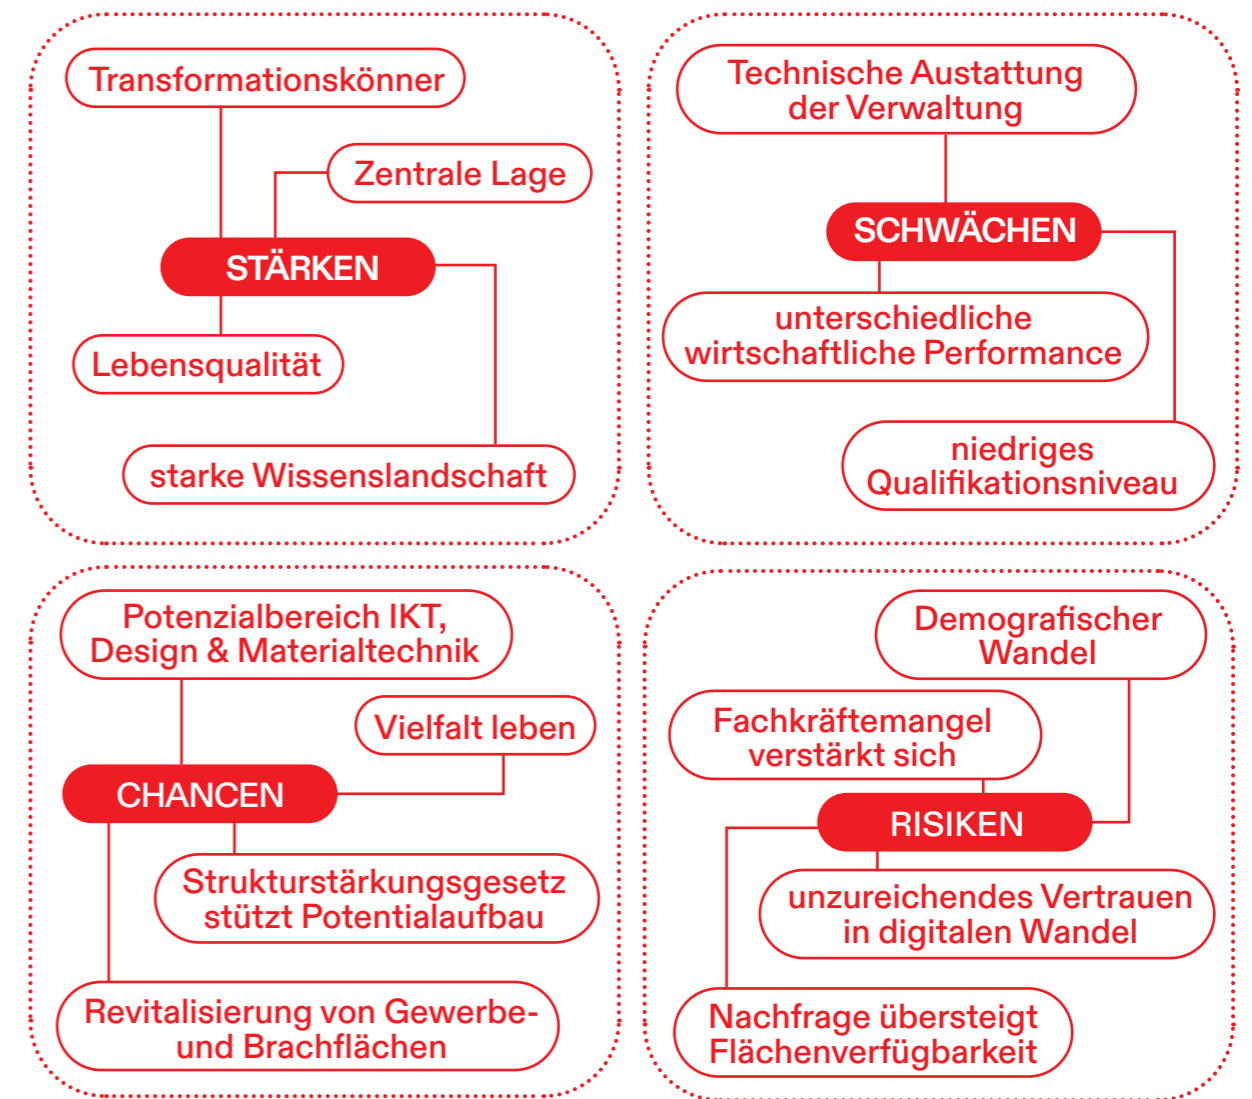 Transformationskönner
Zentrale Lage
STÄRKEN
Lebensqualität
starke Wissenslandschaft
Technische Austattung
der Verwaltung
SCHWÄCHEN
unterschiedliche
wirtschaftliche Performance
niedriges
Qualifikationsniveau
Potenzialbereich IKT,
Design & Materialtechnik
Vielfalt leben
CHANCEN
Strukturstärkungsgesetz
stützt Potentialaufbau
Revitalisierung von Gewerbe-
und Brachflächen
Demografischer
Wandel
Fachkräftemangel
verstärkt sich
RISIKEN
unzureichendes Vertrauen
in digitalen Wandel
Nachfrage übersteigt
Flächenverfügbarkeit